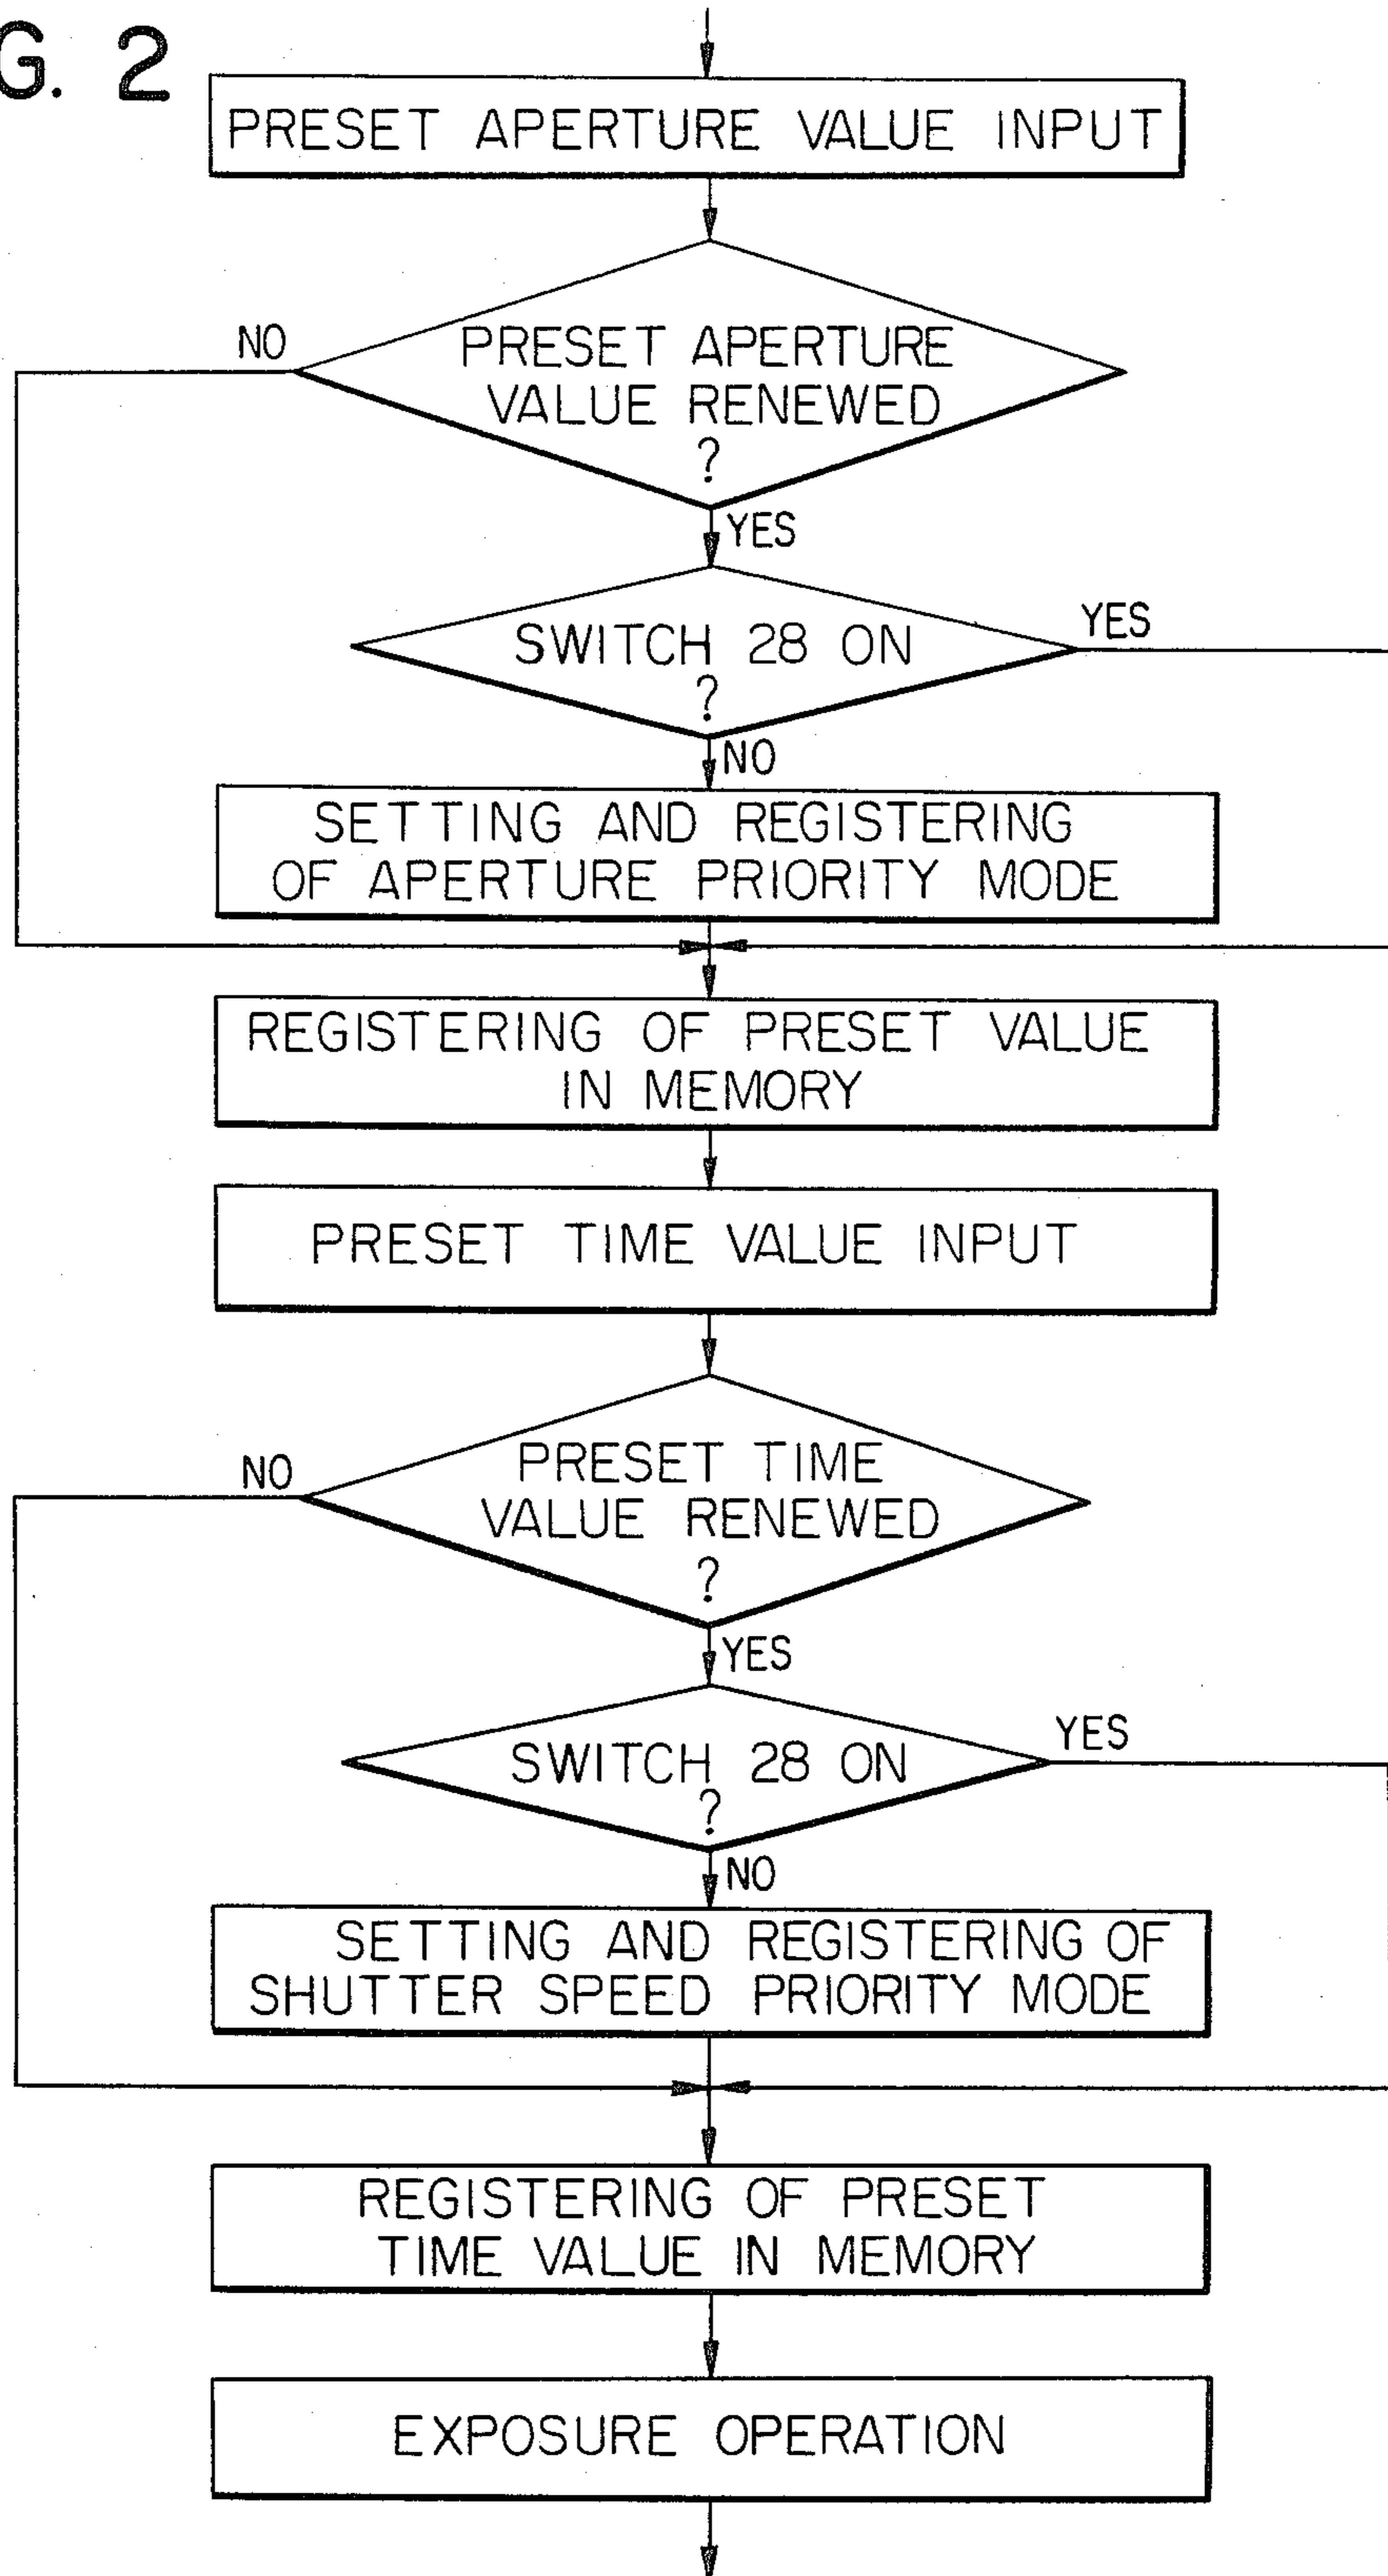 G. 2
PRESET APERTURE VALUE INPUT
NO
PRESET APERTURE
VALUE RENEWED
?
YES
SWITCH 28 ON
?
YES
NO
SETTING AND REGISTERING
OF APERTURE PRIORITY MODE
REGISTERING OF PRESET VALUE
IN MEMORY
PRESET TIME VALUE INPUT
NO
PRESET TIME
VALUE RENEWED
?
YES
SWITCH 28 ON
?
YES
NO
SETTING AND REGISTERING OF
SHUTTER SPEED PRIORITY MODE
REGISTERING OF PRESET
TIME VALUE IN MEMORY
EXPOSURE OPERATION